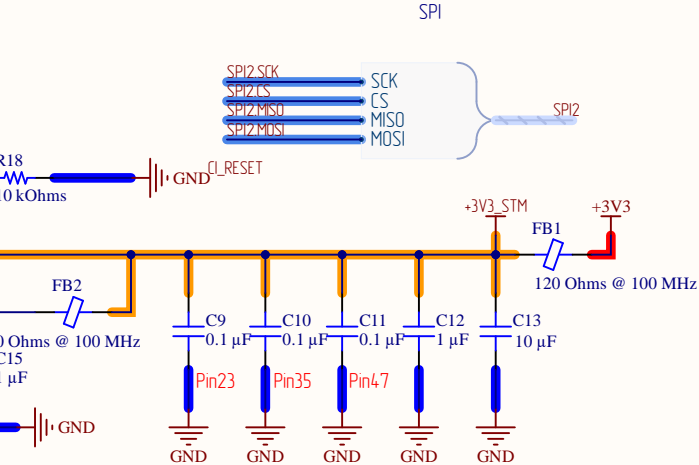 SPI
SPI2.SCK
SCK
SPI2.CS
CS
SPI2.MISO
MISO
SPI2
SPI2.MOSI
MOSI
R18
CI_RESET
GND
0 kOhms
+3V3_STM
+3V3
FB1
120 Ohms @ 100 MHz
FB2
0 Ohms @ 100 MHz
C15
µF
C9
0.1 µF
C10
0.1 µF
C11
0.1 µF
C12
1 µF
C13
10 µF
Pin23
Pin35
Pin47
GND
GND
GND
GND
GND
GND